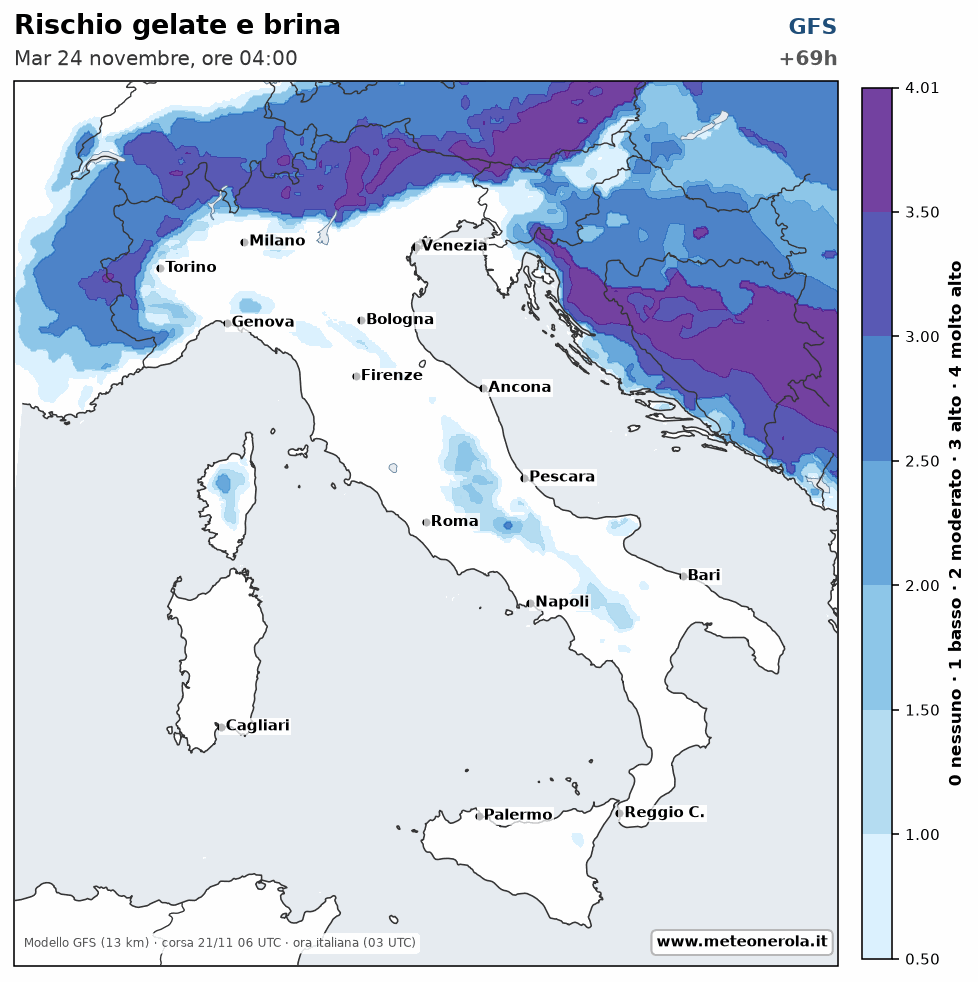 Rischio gelate e brina
GFS
Mar 24 novembre, ore 04:00
+69h
4.01
3.50
3.00
2.50
2.00
1.50
1.00
0.50
0 nessuno · 1 basso · 2 moderato · 3 alto · 4 molto alto
Milano
Venezia
Torino
Genova
Bologna
Firenze
Ancona
Pescara
Roma
Bari
Napoli
Cagliari
Palermo
Reggio C.
Modello GFS (13 km) · corsa 21/11 06 UTC · ora italiana (03 UTC)
www.meteonerola.it